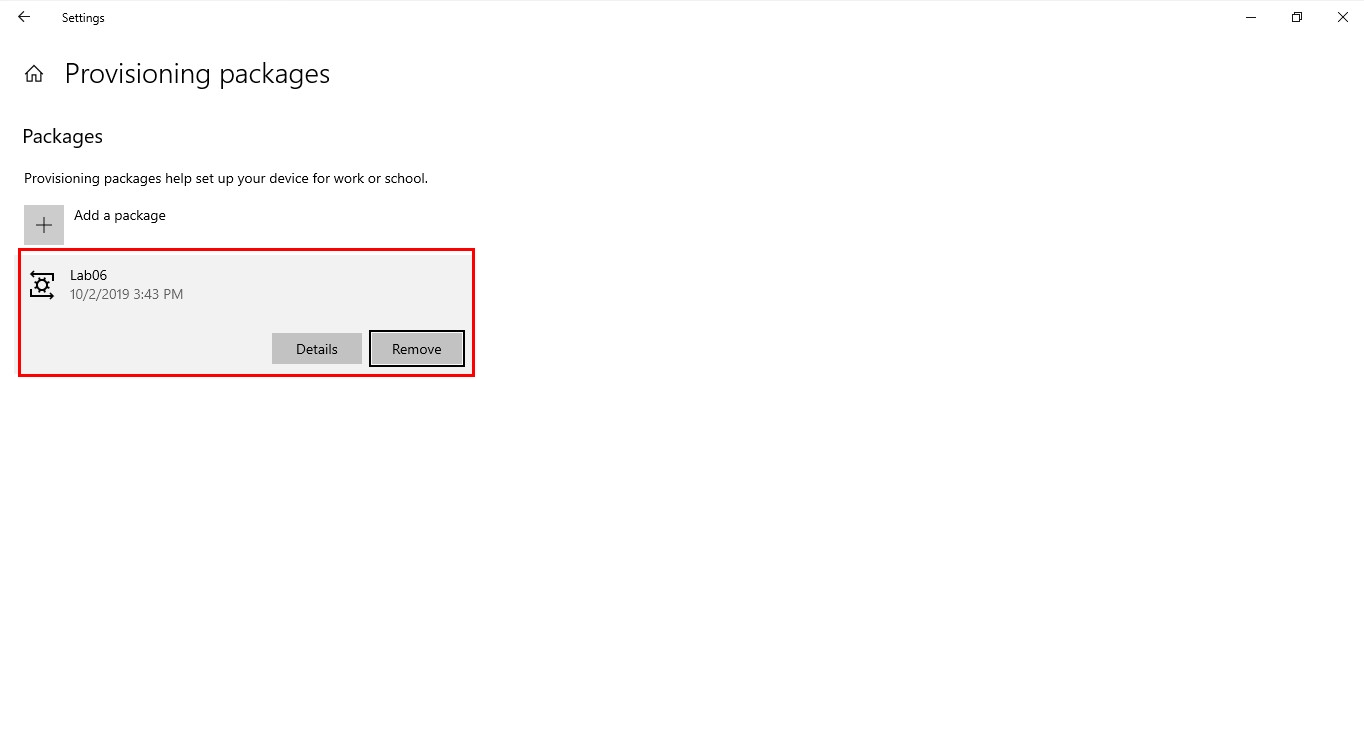 Settings
Provisioning packages
Packages
Provisioning packages help set up your device for work or school.
Add a package
Lab06
10/2/2019 3:43 PM
Details Remove